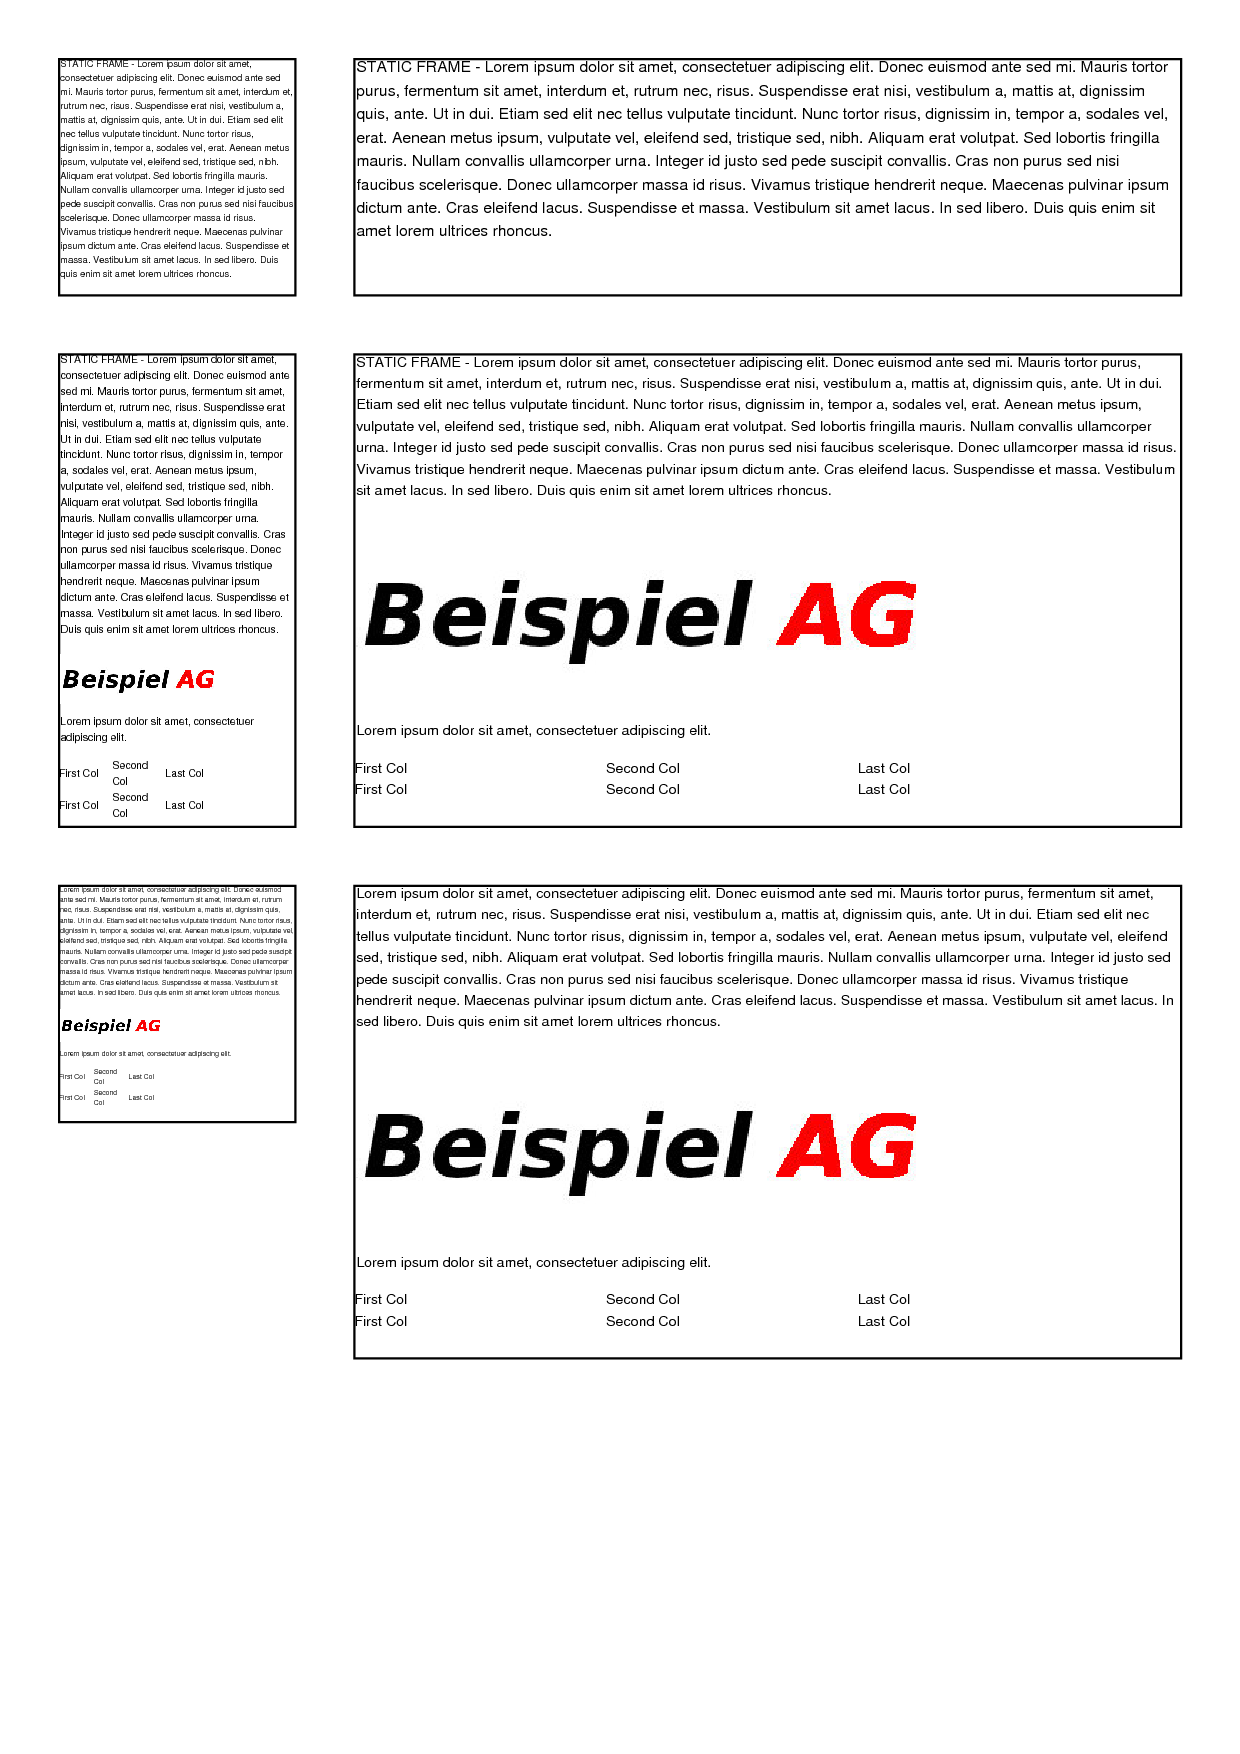 STATIC FRAME - Lorem ipsum dolor sit amet,
consectetuer adipiscing elit. Donec euismod ante sed
mi. Mauris tortor purus, fermentum sit amet, interdum et,
rutrum nec, risus. Suspendisse erat nisi, vestibulum a,
mattis at, dignissim quis, ante. Ut in dui. Etiam sed elit
nec tellus vulputate tincidunt. Nunc tortor risus,
dignissim in, tempor a, sodales vel, erat. Aenean metus
ipsum, vulputate vel, eleifend sed, tristique sed, nibh.
Aliquam erat volutpat. Sed lobortis fringilla mauris.
Nullam convallis ullamcorper urna. Integer id justo sed
pede suscipit convallis. Cras non purus sed nisi faucibus
scelerisque. Donec ullamcorper massa id risus.
Vivamus tristique hendrerit neque. Maecenas pulvinar
ipsum dictum ante. Cras eleifend lacus. Suspendisse et
massa. Vestibulum sit amet lacus. In sed libero. Duis
quis enim sit amet lorem ultrices rhoncus.
STATIC FRAME - Lorem ipsum dolor sit amet, consectetuer adipiscing elit. Donec euismod ante sed mi. Mauris tortor
purus, fermentum sit amet, interdum et, rutrum nec, risus. Suspendisse erat nisi, vestibulum a, mattis at, dignissim
quis, ante. Ut in dui. Etiam sed elit nec tellus vulputate tincidunt. Nunc tortor risus, dignissim in, tempor a, sodales vel,
erat. Aenean metus ipsum, vulputate vel, eleifend sed, tristique sed, nibh. Aliquam erat volutpat. Sed lobortis fringilla
mauris. Nullam convallis ullamcorper urna. Integer id justo sed pede suscipit convallis. Cras non purus sed nisi
faucibus scelerisque. Donec ullamcorper massa id risus. Vivamus tristique hendrerit neque. Maecenas pulvinar ipsum
dictum ante. Cras eleifend lacus. Suspendisse et massa. Vestibulum sit amet lacus. In sed libero. Duis quis enim sit
amet lorem ultrices rhoncus.
STATIC FRAME - Lorem ipsum dolor sit amet,
consectetuer adipiscing elit. Donec euismod ante
sed mi. Mauris tortor purus, fermentum sit amet,
interdum et, rutrum nec, risus. Suspendisse erat
nisi, vestibulum a, mattis at, dignissim quis, ante.
Ut in dui. Etiam sed elit nec tellus vulputate
tincidunt. Nunc tortor risus, dignissim in, tempor
a, sodales vel, erat. Aenean metus ipsum,
vulputate vel, eleifend sed, tristique sed, nibh.
Aliquam erat volutpat. Sed lobortis fringilla
mauris. Nullam convallis ullamcorper urna.
Integer id justo sed pede suscipit convallis. Cras
non purus sed nisi faucibus scelerisque. Donec
ullamcorper massa id risus. Vivamus tristique
hendrerit neque. Maecenas pulvinar ipsum
dictum ante. Cras eleifend lacus. Suspendisse et
massa. Vestibulum sit amet lacus. In sed libero.
Duis quis enim sit amet lorem ultrices rhoncus.
Beispiel AG
Lorem ipsum dolor sit amet, consectetuer
adipiscing elit.
First Col Second Col Last Col
First Col Second Col Last Col
STATIC FRAME - Lorem ipsum dolor sit amet, consectetuer adipiscing elit. Donec euismod ante sed mi. Mauris tortor purus,
fermentum sit amet, interdum et, rutrum nec, risus. Suspendisse erat nisi, vestibulum a, mattis at, dignissim quis, ante. Ut in dui.
Etiam sed elit nec tellus vulputate tincidunt. Nunc tortor risus, dignissim in, tempor a, sodales vel, erat. Aenean metus ipsum,
vulputate vel, eleifend sed, tristique sed, nibh. Aliquam erat volutpat. Sed lobortis fringilla mauris. Nullam convallis ullamcorper
urna. Integer id justo sed pede suscipit convallis. Cras non purus sed nisi faucibus scelerisque. Donec ullamcorper massa id risus.
Vivamus tristique hendrerit neque. Maecenas pulvinar ipsum dictum ante. Cras eleifend lacus. Suspendisse et massa. Vestibulum
sit amet lacus. In sed libero. Duis quis enim sit amet lorem ultrices rhoncus.
Beispiel AG
Lorem ipsum dolor sit amet, consectetuer adipiscing elit.
First Col Second Col Last Col
First Col Second Col Last Col
Lorem ipsum dolor sit amet, consectetuer adipiscing elit. Donec euismod
ante sed mi. Mauris tortor purus, fermentum sit amet, interdum et, rutrum
nec, risus. Suspendisse erat nisi, vestibulum a, mattis at, dignissim quis,
ante. Ut in dui. Etiam sed elit nec tellus vulputate tincidunt. Nunc tortor risus,
dignissim in, tempor a, sodales vel, erat. Aenean metus ipsum, vulputate vel,
eleifend sed, tristique sed, nibh. Aliquam erat volutpat. Sed lobortis fringilla
mauris. Nullam convallis ullamcorper urna. Integer id justo sed pede suscipit
convallis. Cras non purus sed nisi faucibus scelerisque. Donec ullamcorper
massa id risus. Vivamus tristique hendrerit neque. Maecenas pulvinar ipsum
dictum ante. Cras eleifend lacus. Suspendisse et massa. Vestibulum sit
amet lacus. In sed libero. Duis quis enim sit amet lorem ultrices rhoncus.
Beispiel AG
Lorem ipsum dolor sit amet, consectetuer adipiscing elit.
First Col Second Col Last Col
First Col Second Col Last Col
Lorem ipsum dolor sit amet, consectetuer adipiscing elit. Donec euismod ante sed mi. Mauris tortor purus, fermentum sit amet,
interdum et, rutrum nec, risus. Suspendisse erat nisi, vestibulum a, mattis at, dignissim quis, ante. Ut in dui. Etiam sed elit nec
tellus vulputate tincidunt. Nunc tortor risus, dignissim in, tempor a, sodales vel, erat. Aenean metus ipsum, vulputate vel, eleifend
sed, tristique sed, nibh. Aliquam erat volutpat. Sed lobortis fringilla mauris. Nullam convallis ullamcorper urna. Integer id justo sed
pede suscipit convallis. Cras non purus sed nisi faucibus scelerisque. Donec ullamcorper massa id risus. Vivamus tristique
hendrerit neque. Maecenas pulvinar ipsum dictum ante. Cras eleifend lacus. Suspendisse et massa. Vestibulum sit amet lacus. In
sed libero. Duis quis enim sit amet lorem ultrices rhoncus.
Beispiel AG
Lorem ipsum dolor sit amet, consectetuer adipiscing elit.
First Col Second Col Last Col
First Col Second Col Last Col